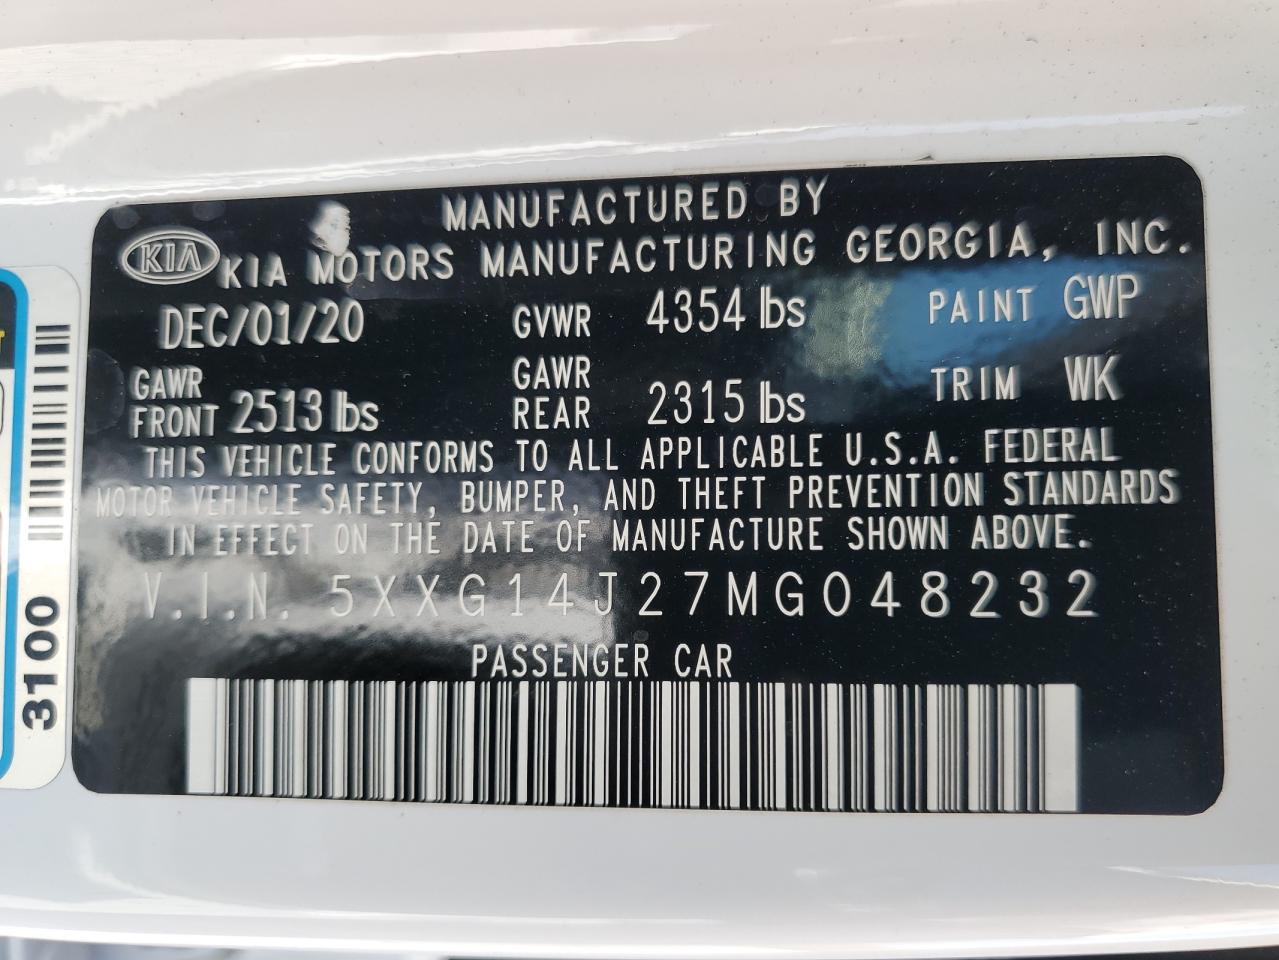 MANUFACTURED BY
KIA KIA MOTORS MANUFACTURING GEORGIA, INC.
DEC/01/20 GVWR 4354 lbs PAINT GWP
GAWR FRONT 2513 lbs GAWR REAR 2315 lbs TRIM WK
THIS VEHICLE CONFORMS TO ALL APPLICABLE U.S.A. FEDERAL
MOTOR VEHICLE SAFETY, BUMPER, AND THEFT PREVENTION STANDARDS
IN EFFECT ON THE DATE OF MANUFACTURE SHOWN ABOVE.
V.I.N. 5XXG14J27MG048232
PASSENGER CAR
3100